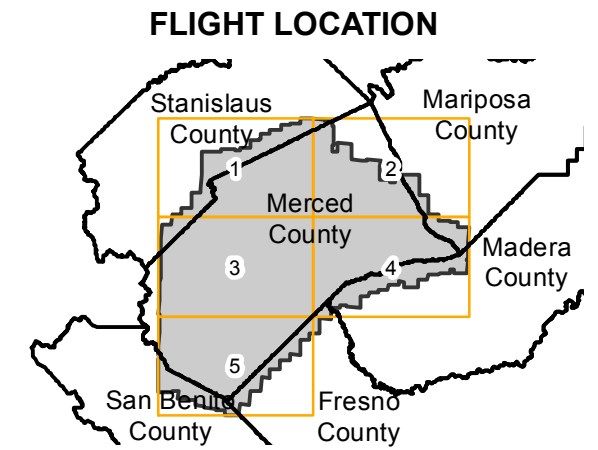 FLIGHT LOCATION
Stanislaus
County
Mariposa
County
1
2
Merced
County
3
4
Madera
County
5
San Benito
County
Fresno
County